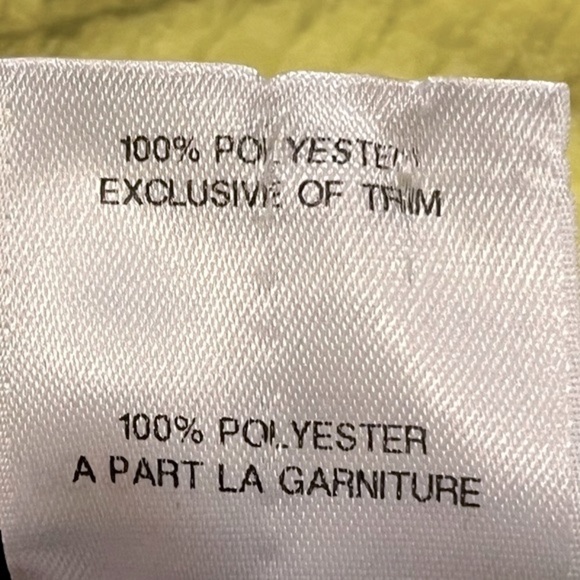 100% POLYESTER
EXCLUSIVE OF TRIM
100% POLYESTER
A PART LA GARNITURE